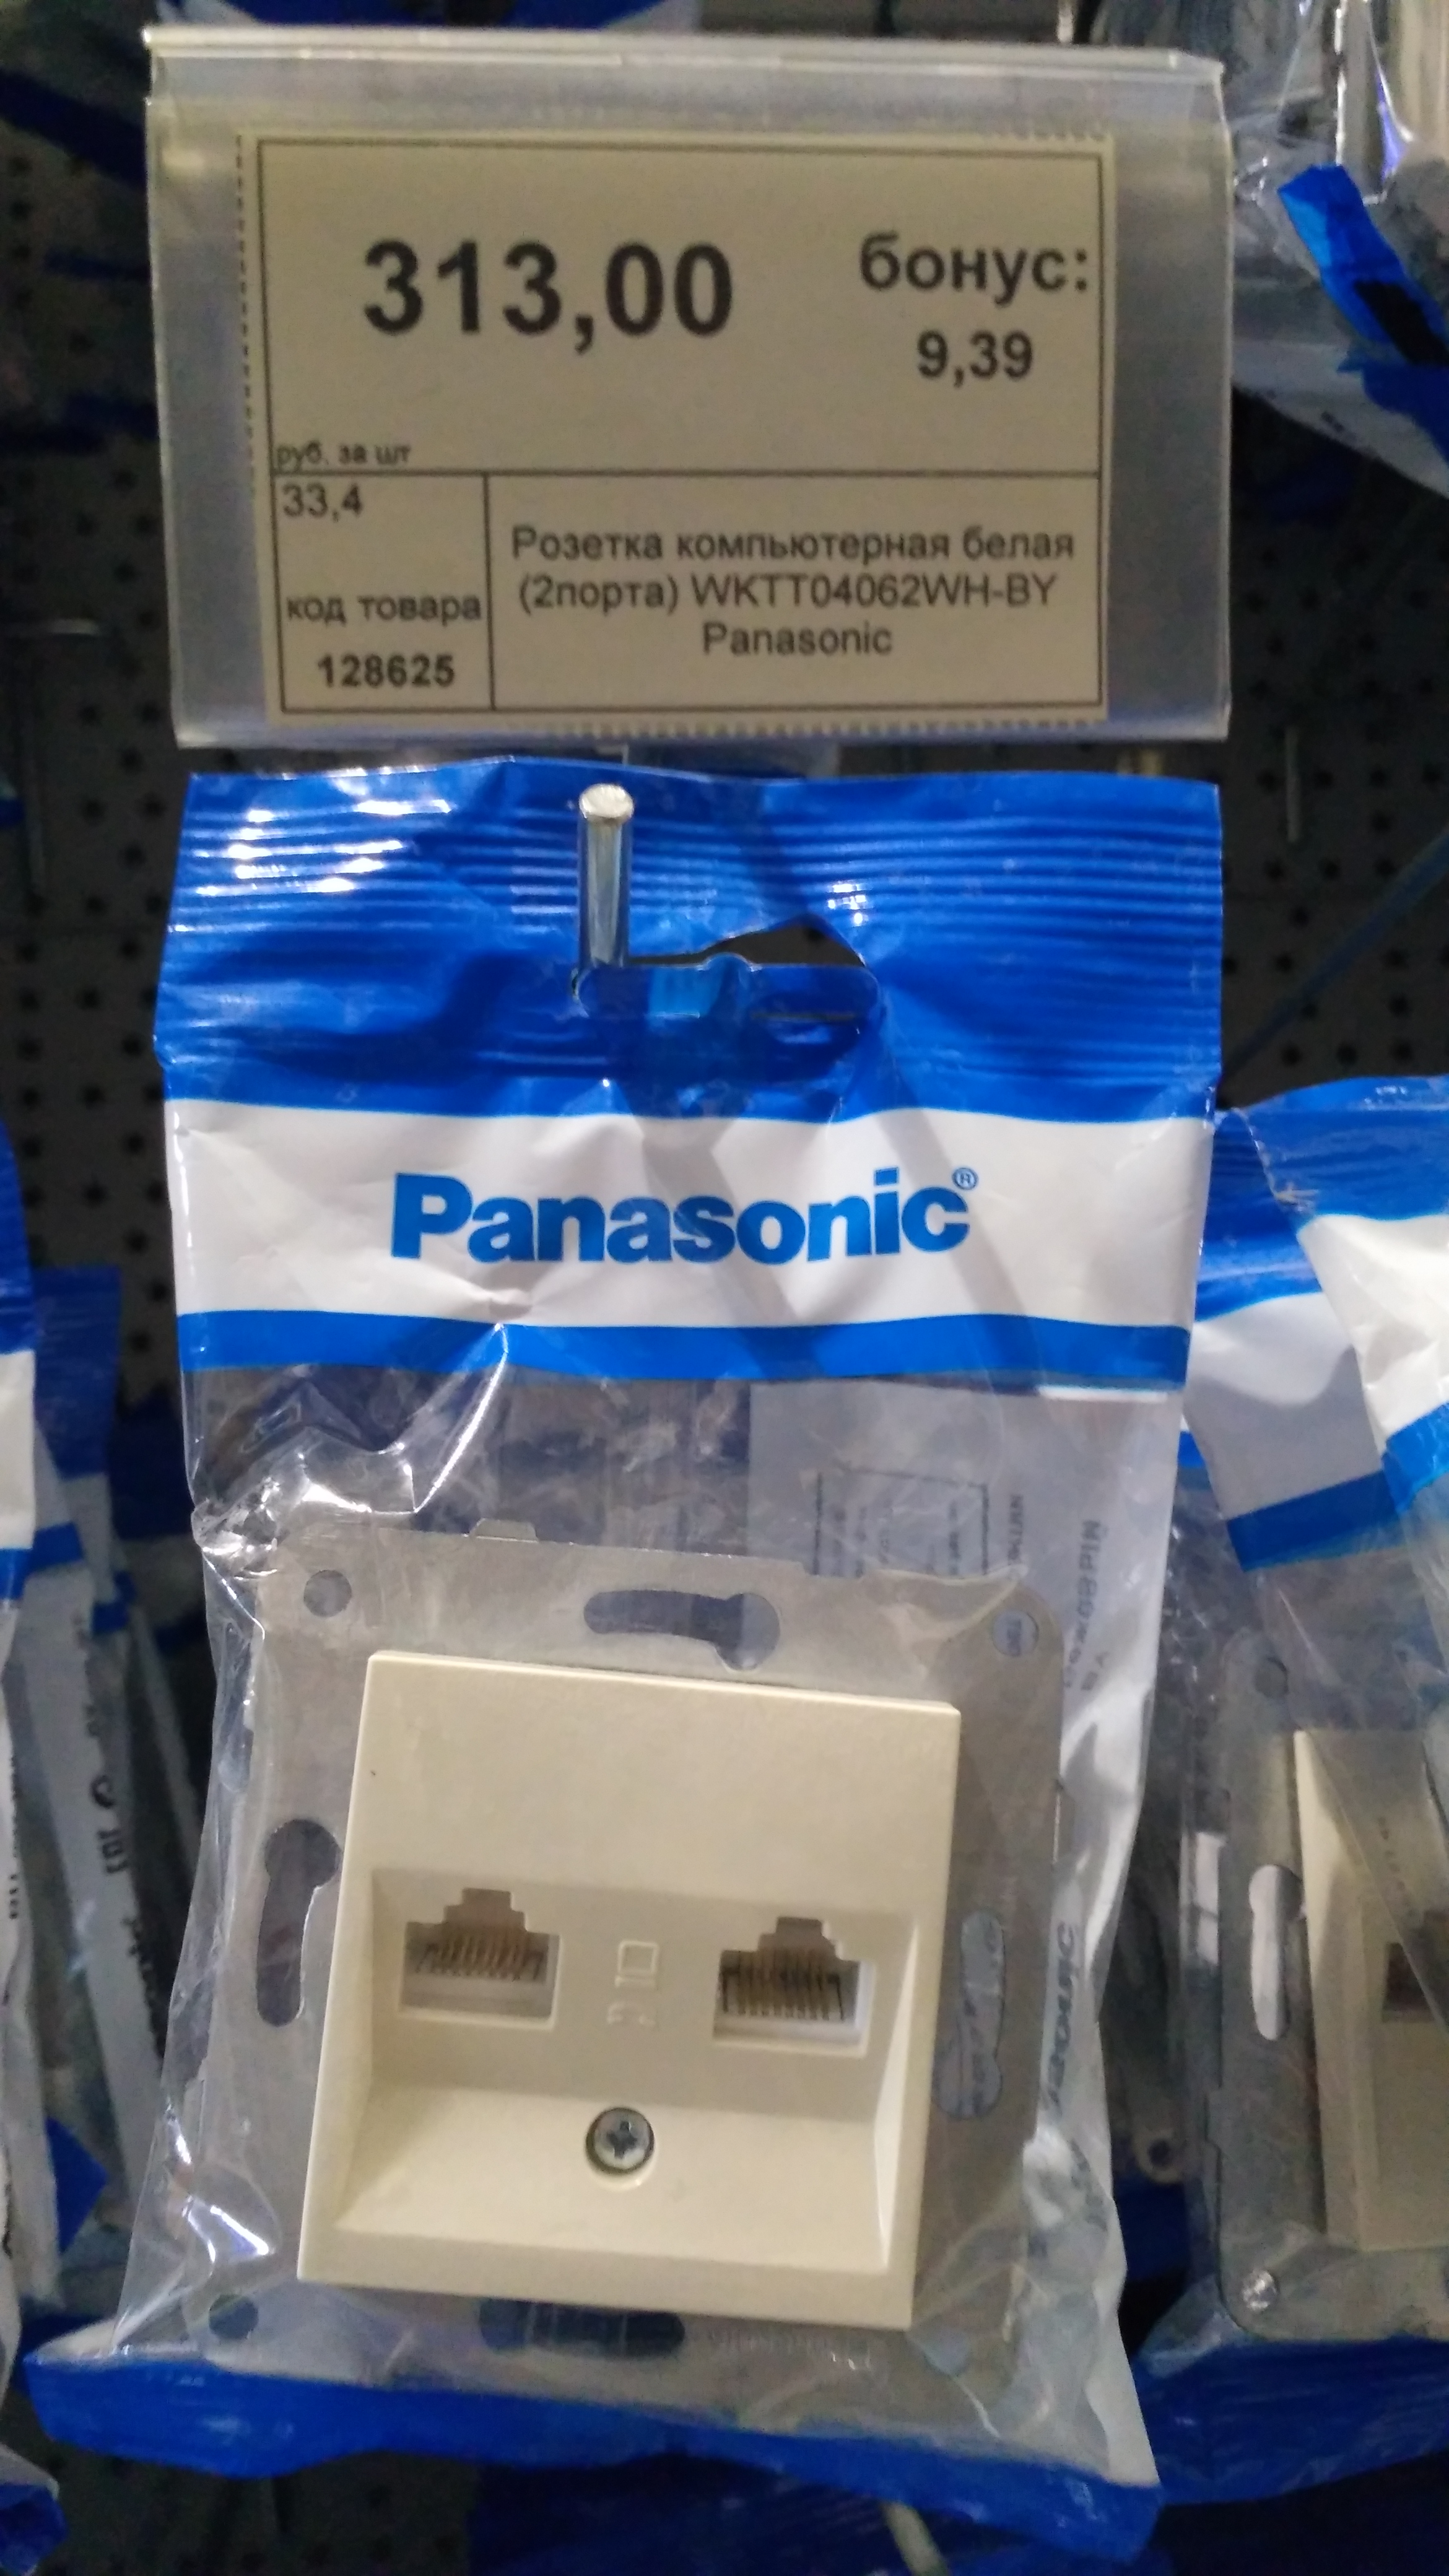 313,00
бонус:
9,39
руб. за шт
33,4
код товара
128625
Розетка компьютерная белая
(2порта) WKTT04062WH-BY
Panasonic
Panasonic®